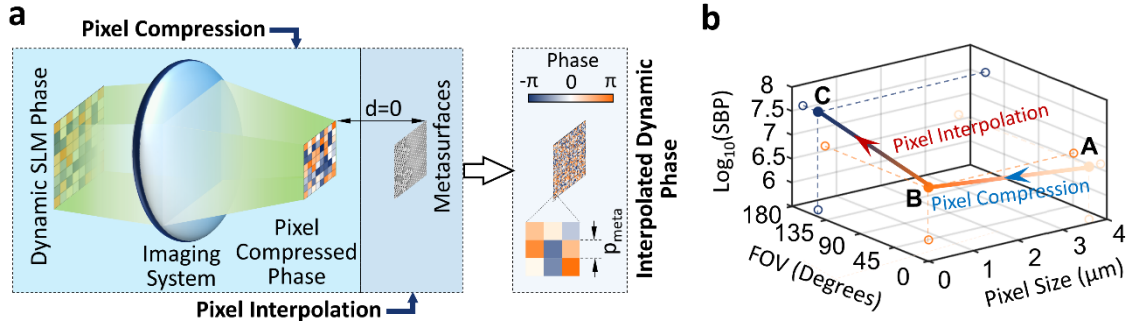 a
Pixel Compression
Dynamic SLM Phase
Imaging
System
Pixel
Compressed
Phase
d=0
Metasurfaces
Pixel Interpolation
Phase
-π 0 π
p_meta
Interpolated Dynamic
Phase
b
Log10(SBP)
8
7.5
7
6.5
6
180
135
90
45
0
FOV (Degrees)
0
1
2
3
4
Pixel Size (μm)
C
B
A
Pixel Interpolation
Pixel Compression